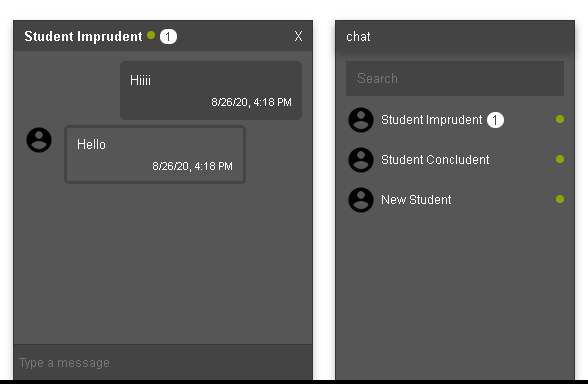 Student Imprudent 1 X
Hiiii
8/26/20, 4:18 PM
Hello
8/26/20, 4:18 PM
Type a message
chat
Search
Student Imprudent 1
Student Concludent
New Student